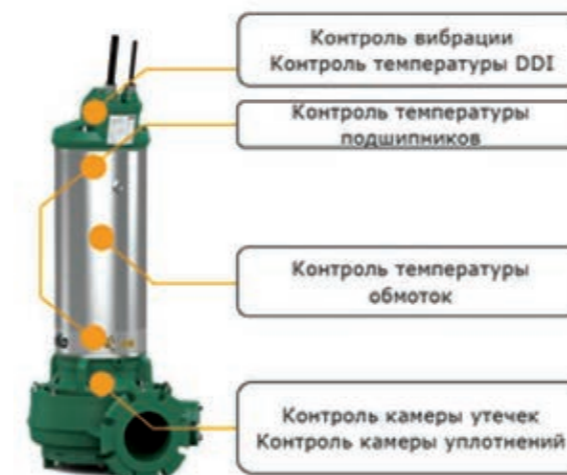 Контроль вибрации
Контроль температуры DDI
Контроль температуры
подшипников
Контроль температуры
обмоток
Контроль камеры утечек
Контроль камеры уплотнений